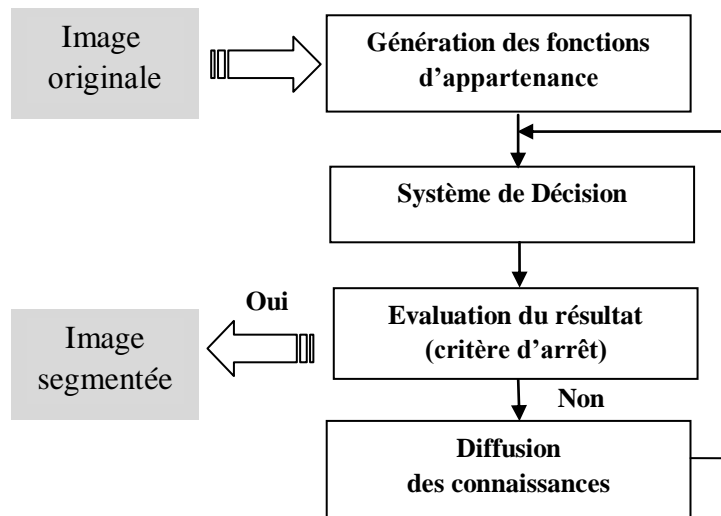 Image
originale
Génération des fonctions
d'appartenance
Système de Décision
Oui
Evaluation du résultat
(critère d'arrêt)
Image
segmentée
Non
Diffusion
des connaissances